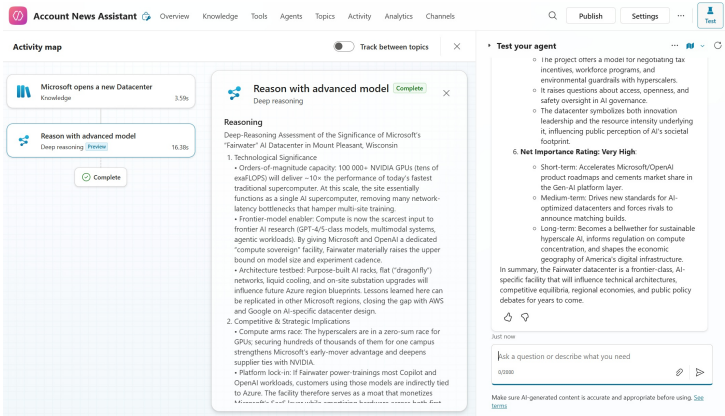 Account News Assistant
Overview Knowledge Tools Agents Topics Activity Analytics Channels
Publish Settings ... Test
Activity map
Track between topics
Microsoft opens a new Datacenter
Knowledge 3.59s
Reason with advanced model
Deep reasoning Preview 16.38s
Complete
Reason with advanced model Complete
Deep reasoning
Reasoning
Deep-Reasoning Assessment of the Significance of Microsoft's
"Fairwater" AI Datacenter in Mount Pleasant, Wisconsin
1. Technological Significance
• Orders-of-magnitude capacity: 100 000+ NVIDIA GPUs (tens of
exaFLOPS) will deliver ~10× the performance of today's fastest
traditional supercomputer. At this scale, the site essentially
functions as a single AI supercomputer, removing many network-
latency bottlenecks that hamper multi-site training.
• Frontier-model enabler: Compute is now the scarcest input to
frontier AI research (GPT-4/5-class models, multimodal systems,
agentic workloads). By giving Microsoft and OpenAI a dedicated
"compute sovereign" facility, Fairwater materially raises the upper
bound on model size and experiment cadence.
• Architecture testbed: Purpose-built AI racks, flat ("dragonfly")
networks, liquid cooling, and on-site substation upgrades will
influence future Azure region blueprints. Lessons learned here can
be replicated in other Microsoft regions, closing the gap with AWS
and Google on AI-specific datacenter design.
2. Competitive & Strategic Implications
• Compute arms race: The hyperscalers are in a zero-sum race for
GPUs; securing hundreds of thousands of them for one campus
strengthens Microsoft's early-mover advantage and deepens
supplier ties with NVIDIA.
• Platform lock-in: If Fairwater power-trainings most Copilot and
OpenAI workloads, customers using those models are indirectly tied
to Azure. The facility therefore serves as a moat that monetizes
Test your agent
The project offers a model for negotiating tax
incentives, workforce programs, and
environmental guardrails with hyperscalers.
It raises questions about access, openness, and
safety oversight in AI governance.
The datacenter symbolizes both innovation
leadership and the resource intensity underlying
it, influencing public perception of AI's societal
footprint.
6. Net Importance Rating: Very High:
Short-term: Accelerates Microsoft/OpenAI
product roadmaps and cements market share in
the Gen-AI platform layer.
Medium-term: Drives new standards for AI-
optimized datacenters and forces rivals to
announce matching builds.
Long-term: Becomes a bellwether for sustainable
hyperscale AI, informs regulation on compute
concentration, and shapes the economic
geography of America's digital infrastructure.
In summary, the Fairwater datacenter is a frontier-class, AI-
specific facility that will influence technical architectures,
competitive equilibria, regional economies, and public policy
debates for years to come.
Just now
Ask a question or describe what you need
0/2000
Make sure AI-generated content is accurate and appropriate before using. See
terms